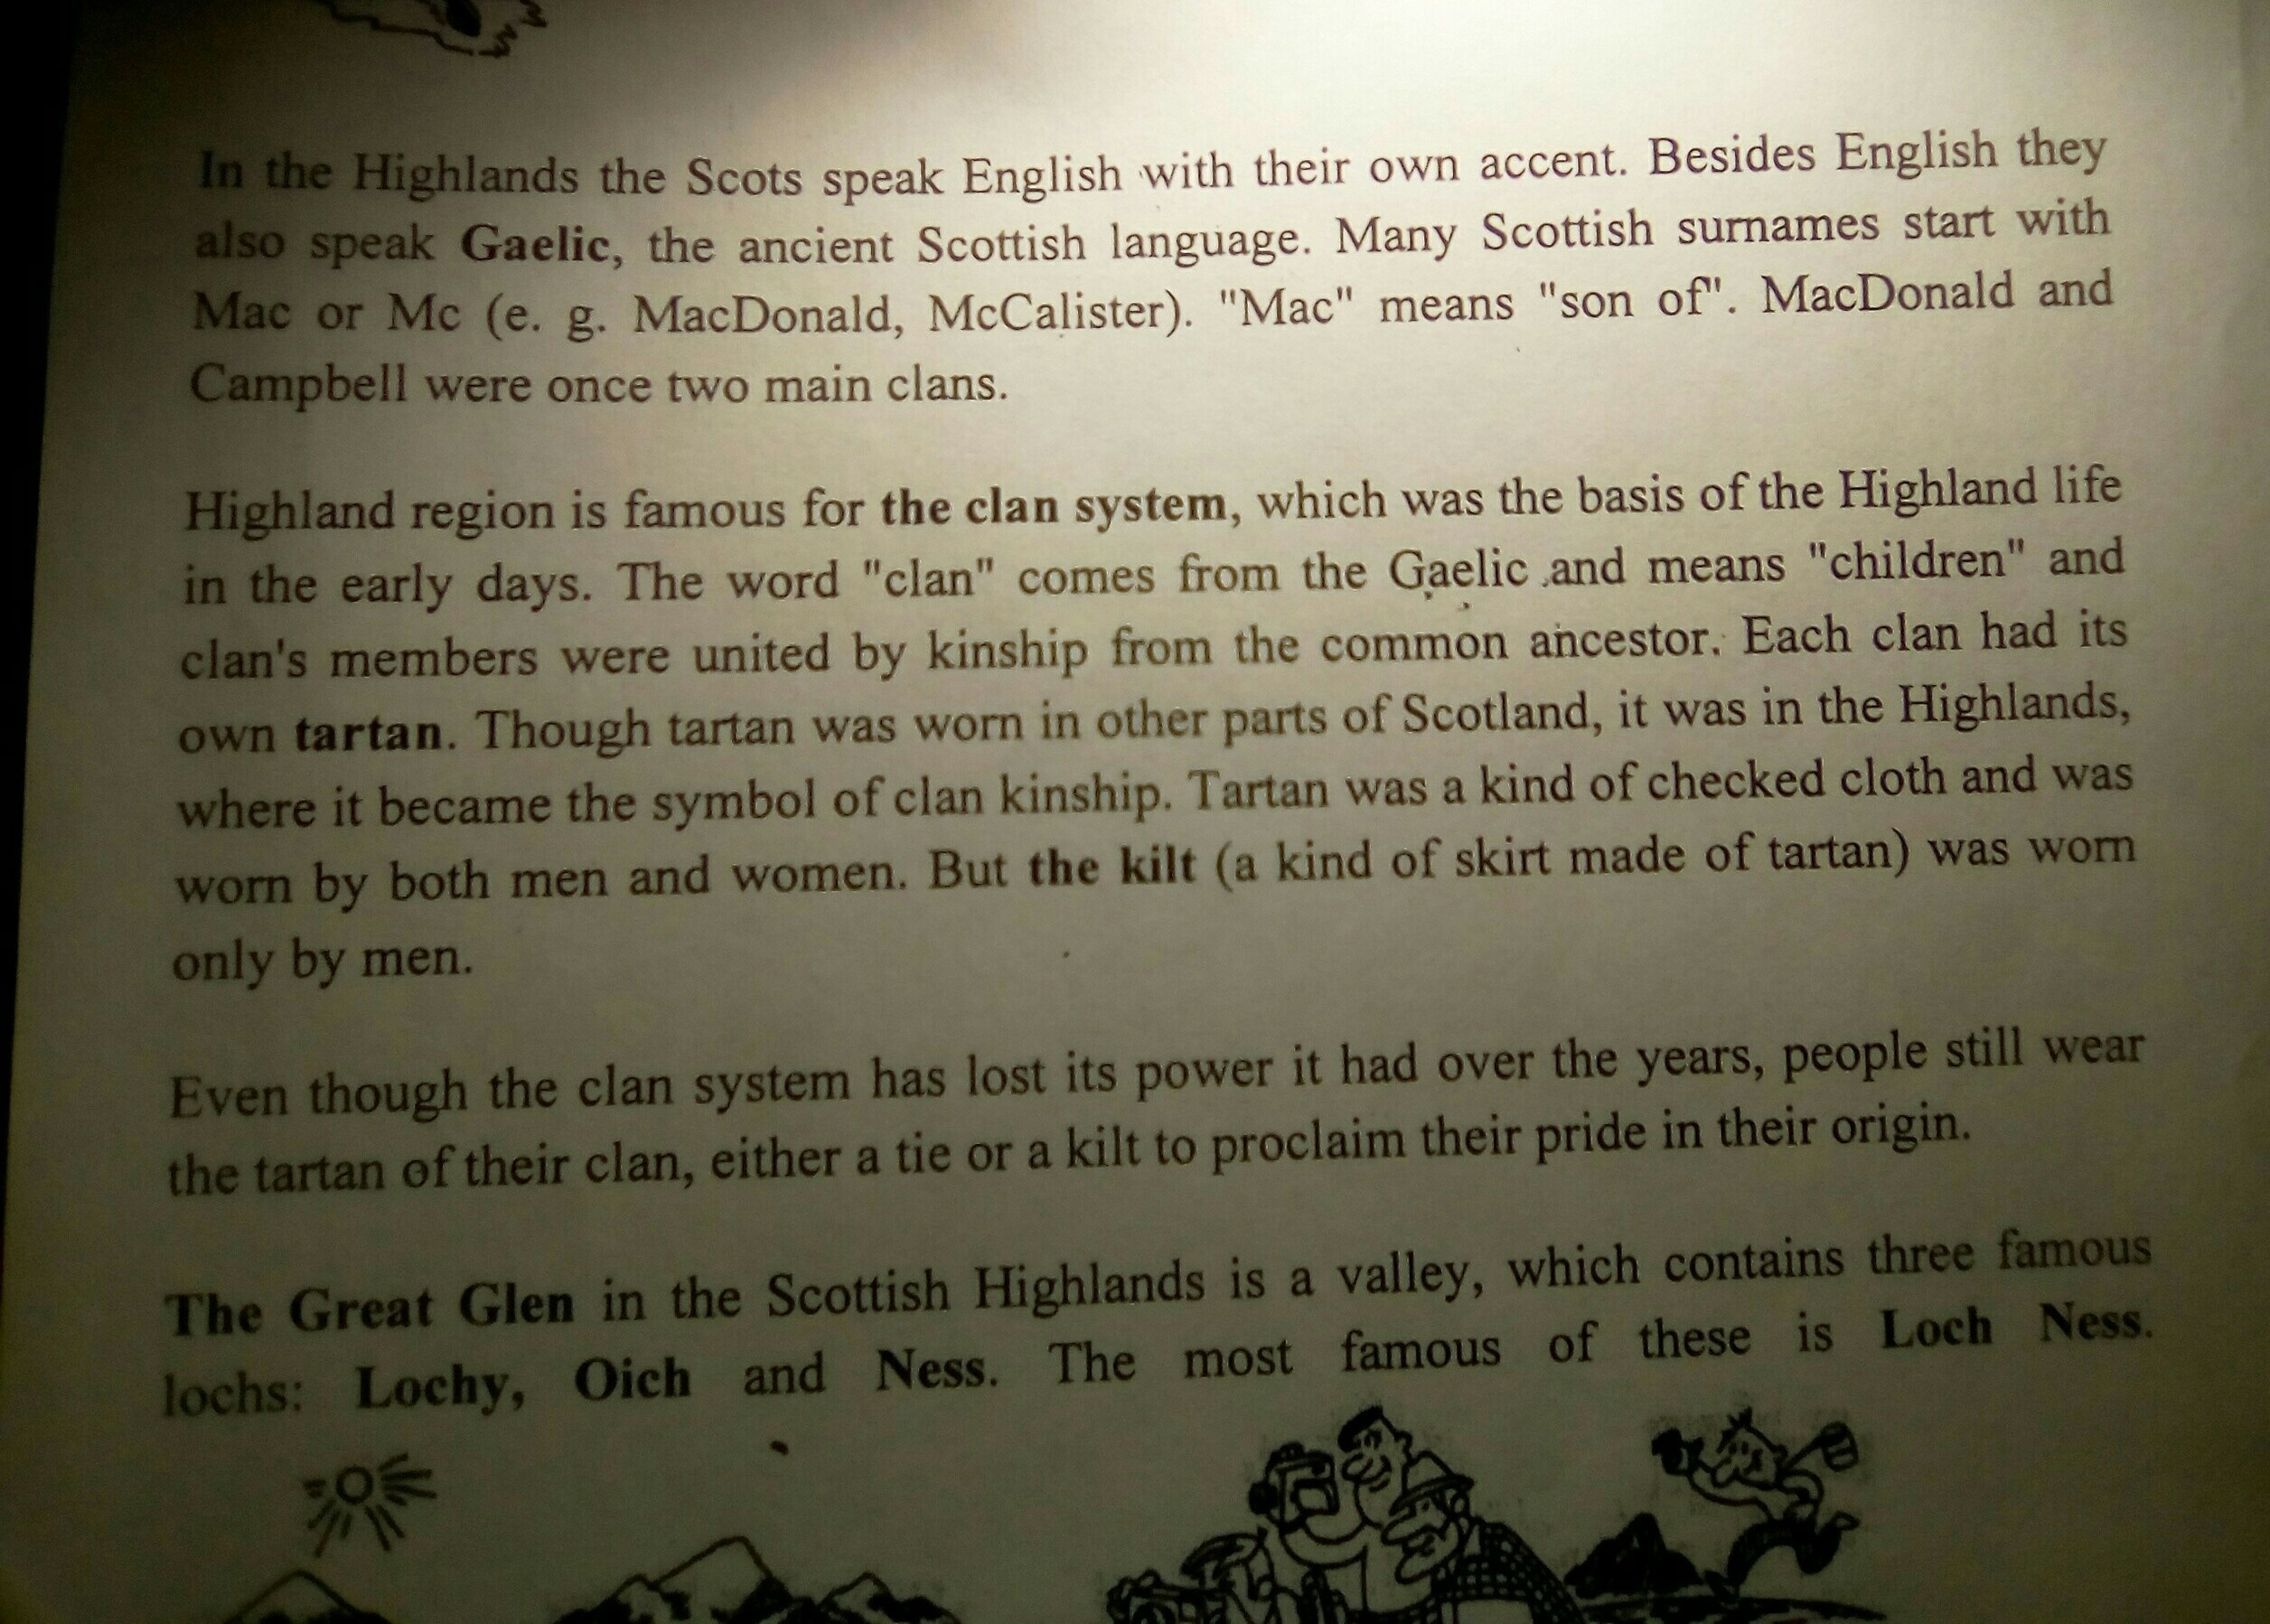 In the Highlands the Scots speak English with their own accent. Besides English they
also speak Gaelic, the ancient Scottish language. Many Scottish surnames start with
Mac or Mc (e. g. MacDonald, McCalister). "Mac" means "son of". MacDonald and
Campbell were once two main clans.
Highland region is famous for the clan system, which was the basis of the Highland life
in the early days. The word "clan" comes from the Gaelic and means "children" and
clan's members were united by kinship from the common ancestor. Each clan had its
own tartan. Though tartan was worn in other parts of Scotland, it was in the Highlands,
where it became the symbol of clan kinship. Tartan was a kind of checked cloth and was
worn by both men and women. But the kilt (a kind of skirt made of tartan) was worn
only by men.
Even though the clan system has lost its power it had over the years, people still wear
the tartan of their clan, either a tie or a kilt to proclaim their pride in their origin.
The Great Glen in the Scottish Highlands is a valley, which contains three famous
lochs: Lochy, Oich and Ness. The most famous of these is Loch Ness.